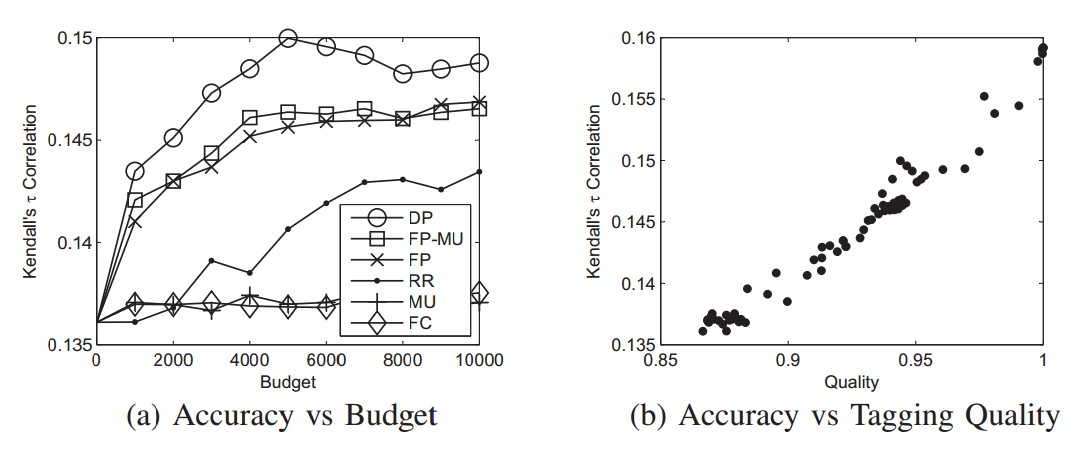 0.15
0.145
0.14
0.135
Kendall's τ Correlation
0 2000 4000 6000 8000 10000
Budget
DP
FP-MU
FP
RR
MU
FC
(a) Accuracy vs Budget
0.16
0.155
0.15
0.145
0.14
0.135
Kendall's τ Correlation
0.85 0.9 0.95 1
Quality
(b) Accuracy vs Tagging Quality